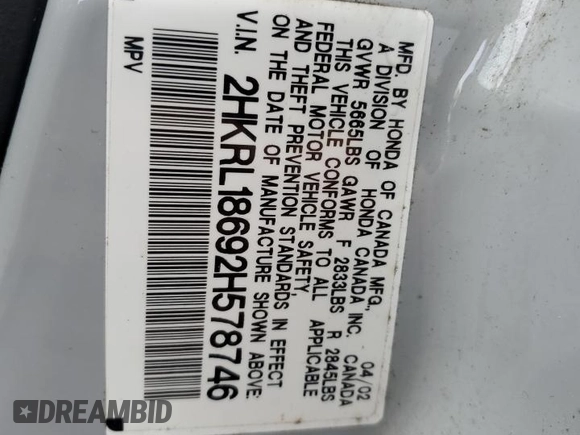 MFD. BY HONDA OF CANADA MFG.,
A DIVISION OF HONDA CANADA INC. 04/02
GVWR 5665LBS GAWR F 2833LBS R 2845LBS
THIS VEHICLE CONFORMS TO ALL APPLICABLE CANADA
FEDERAL MOTOR VEHICLE SAFETY,
AND THEFT PREVENTION STANDARDS IN EFFECT
ON THE DATE OF MANUFACTURE SHOWN ABOVE.
V.I.N. 2HKRL18692H578746
MPV
DREAMBID